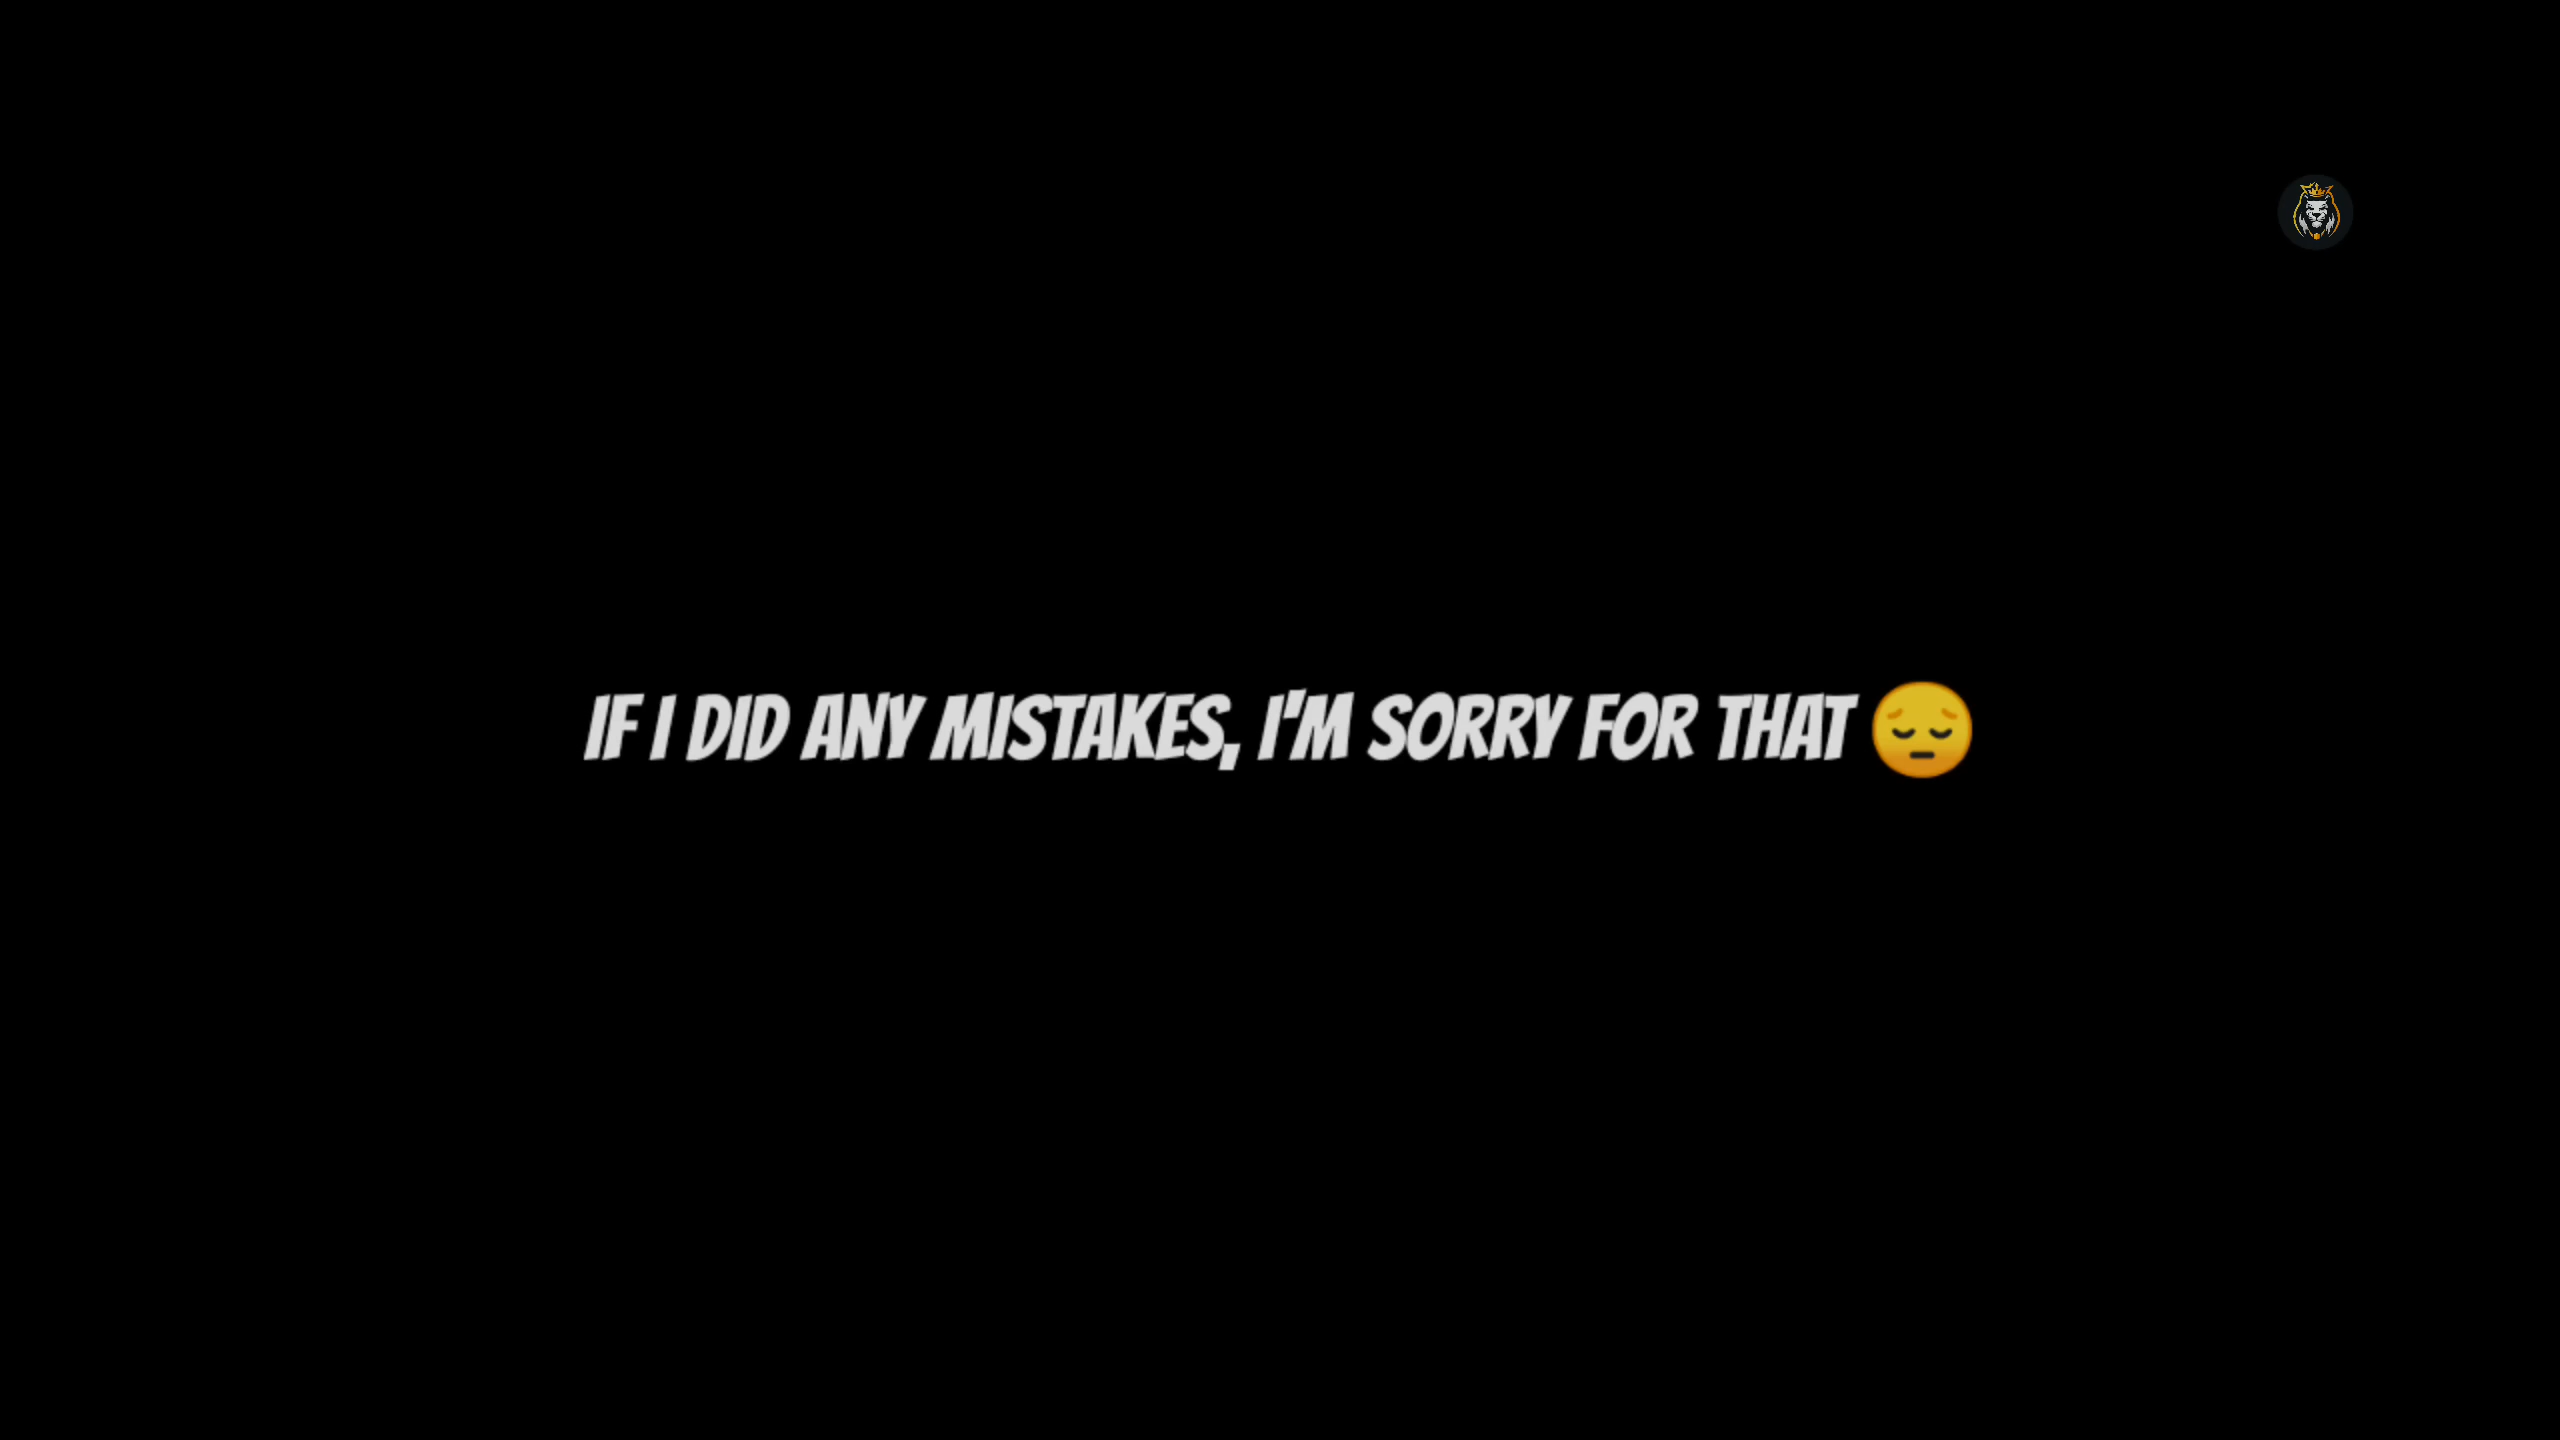 IF I DID ANY MISTAKES, I'M SORRY FOR THAT 😔